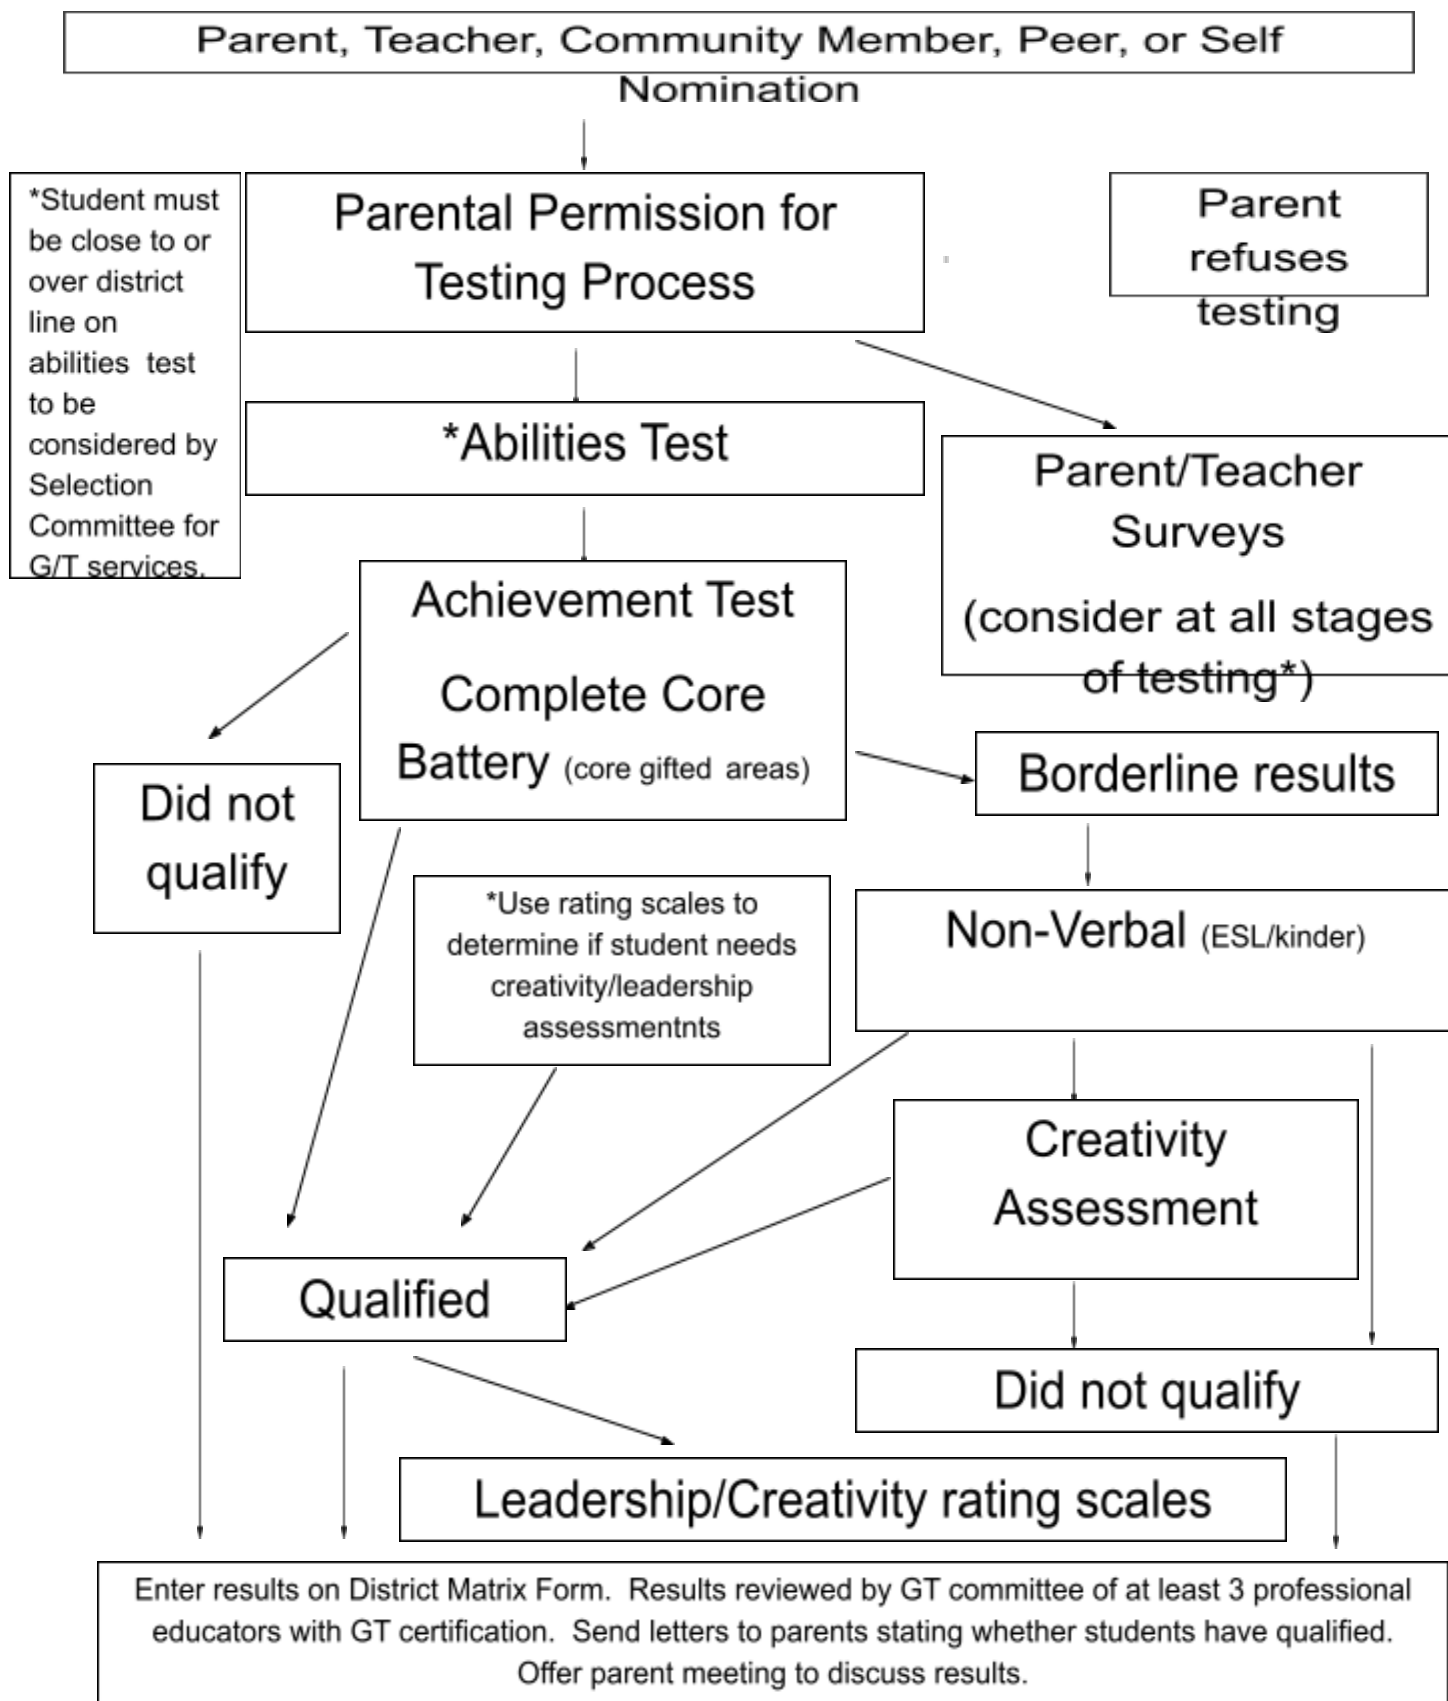 Parent, Teacher, Community Member, Peer, or Self
Nomination
*Student must
be close to or
over district
line on
abilities test
to be
considered by
Selection
Committee for
G/T services.
Parental Permission for
Testing Process
Parent
refuses
testing
*Abilities Test
Parent/Teacher
Surveys
(consider at all stages
of testing*)
Achievement Test
Complete Core
Battery (core gifted areas)
Borderline results
Did not
qualify
*Use rating scales to
determine if student needs
creativity/leadership
assessmentnts
Non-Verbal (ESL/kinder)
Creativity
Assessment
Qualified
Did not qualify
Leadership/Creativity rating scales
Enter results on District Matrix Form. Results reviewed by GT committee of at least 3 professional
educators with GT certification. Send letters to parents stating whether students have qualified.
Offer parent meeting to discuss results.